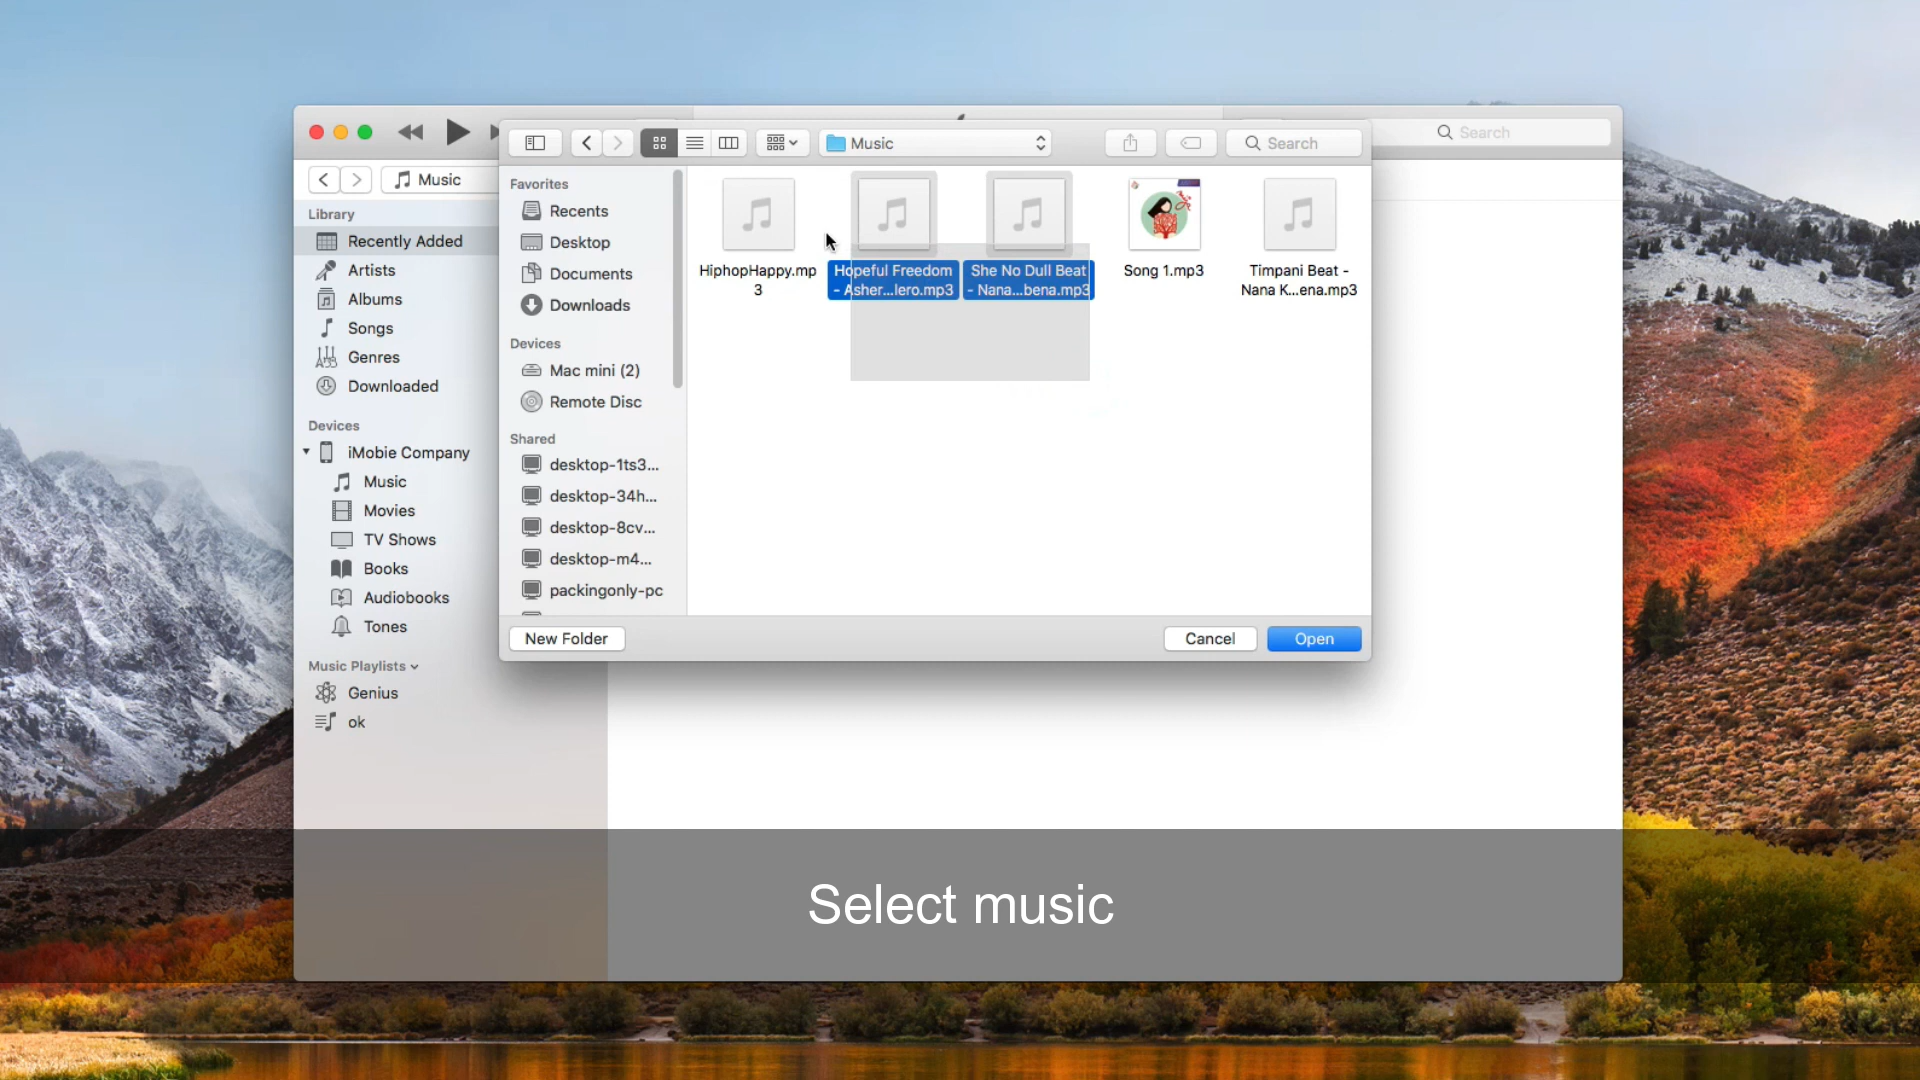 Search
Music
Search
Music
Library
Recently Added
Artists
Albums
Songs
Genres
Downloaded
Devices
iMobie Company
Music
Movies
TV Shows
Books
Audiobooks
Tones
Music Playlists
Genius
ok
Favorites
Recents
Desktop
Documents
Downloads
Devices
Mac mini (2)
Remote Disc
Shared
desktop-1ts3...
desktop-34h...
desktop-8cv...
desktop-m4...
packingonly-pc
HiphopHappy.mp
3
Hopeful Freedom
- Asher...lero.mp3
She No Dull Beat
- Nana...bena.mp3
Song 1.mp3
Timpani Beat -
Nana K...ena.mp3
New Folder
Cancel
Open
Select music